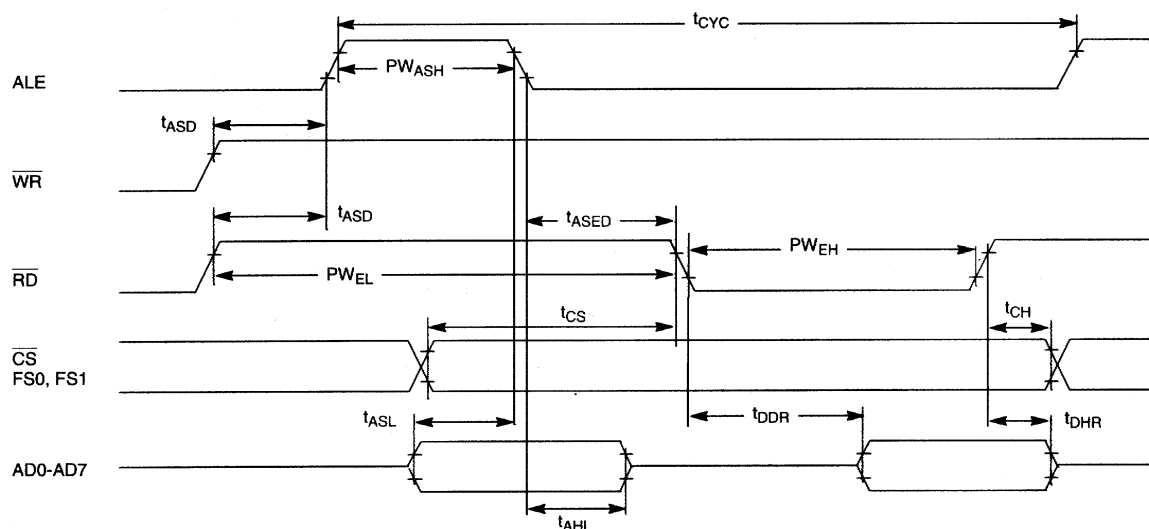 tCYC
PWASH
ALE
tASD
WR
tASD
tASED
PWEH
RD
PWEL
tCS
tCH
CS
FS0, FS1
tASL
tDDR
tDHR
AD0-AD7
tAHL